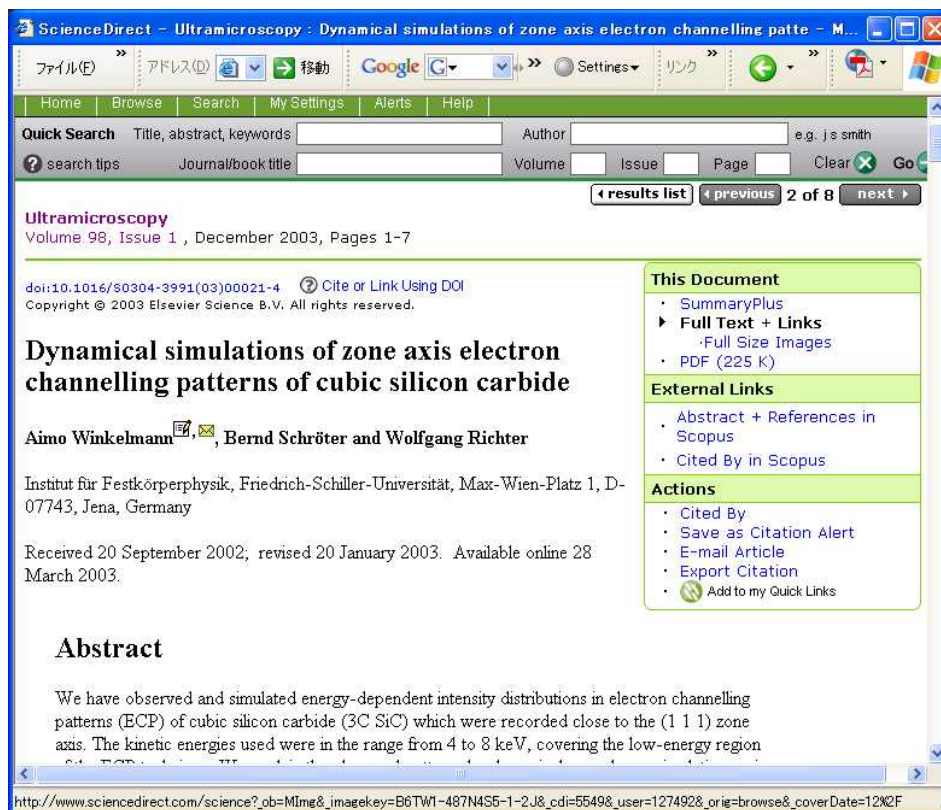 ScienceDirect - Ultramicroscopy : Dynamical simulations of zone axis electron channelling patte - M...
ファイル(F) » アドレス(D) 移動 Google G Settings リンク » »
Home | Browse | Search | My Settings | Alerts | Help
Quick Search Title, abstract, keywords Author e.g. j s smith
? search tips Journal/book title Volume Issue Page Clear Go
results list previous 2 of 8 next
Ultramicroscopy
Volume 98, Issue 1 , December 2003, Pages 1-7
doi:10.1016/S0304-3991(03)00021-4 ? Cite or Link Using DOI
Copyright © 2003 Elsevier Science B.V. All rights reserved.
Dynamical simulations of zone axis electron
channelling patterns of cubic silicon carbide
Aimo Winkelmann, , Bernd Schröter and Wolfgang Richter
Institut für Festkörperphysik, Friedrich-Schiller-Universität, Max-Wien-Platz 1, D-
07743, Jena, Germany
Received 20 September 2002; revised 20 January 2003. Available online 28
March 2003.
This Document
· SummaryPlus
Full Text + Links
·Full Size Images
· PDF (225 K)
External Links
· Abstract + References in
Scopus
· Cited By in Scopus
Actions
· Cited By
· Save as Citation Alert
· E-mail Article
· Export Citation
· Add to my Quick Links
Abstract
We have observed and simulated energy-dependent intensity distributions in electron channelling
patterns (ECP) of cubic silicon carbide (3C SiC) which were recorded close to the (1 1 1) zone
axis. The kinetic energies used were in the range from 4 to 8 keV, covering the low-energy region
http://www.sciencedirect.com/science?_ob=MImg&_imagekey=B6TW1-487N4S5-1-2J&_cdi=5549&_user=127492&_orig=browse&_coverDate=12%2F